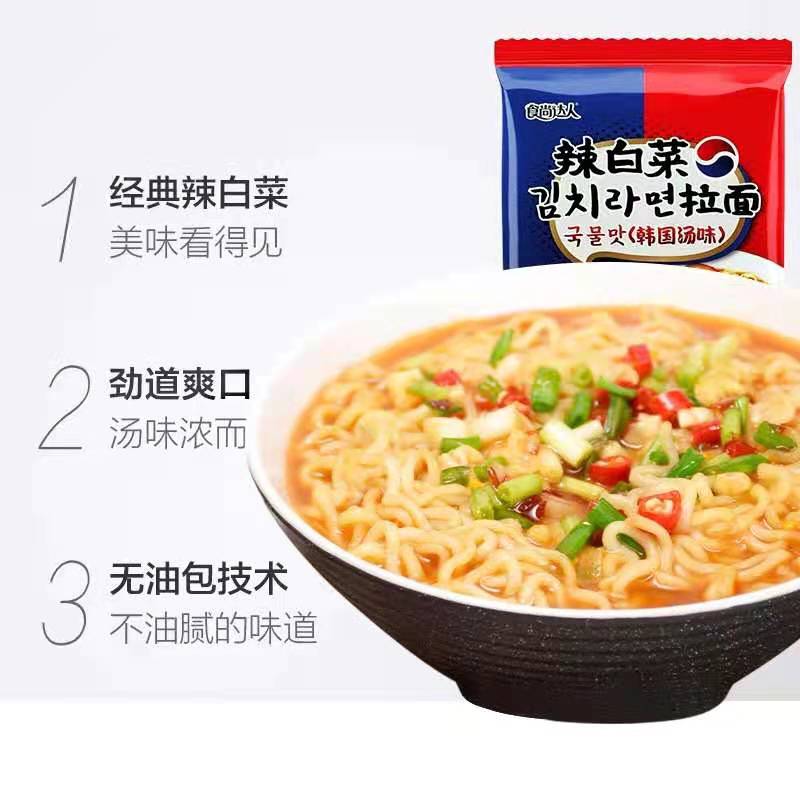 1
经典辣白菜
美味看得见
2
劲道爽口
汤味浓而
3
无油包技术
不油腻的味道
食尚达人
辣白菜
김치라면拉面
국물맛(韩国汤味)